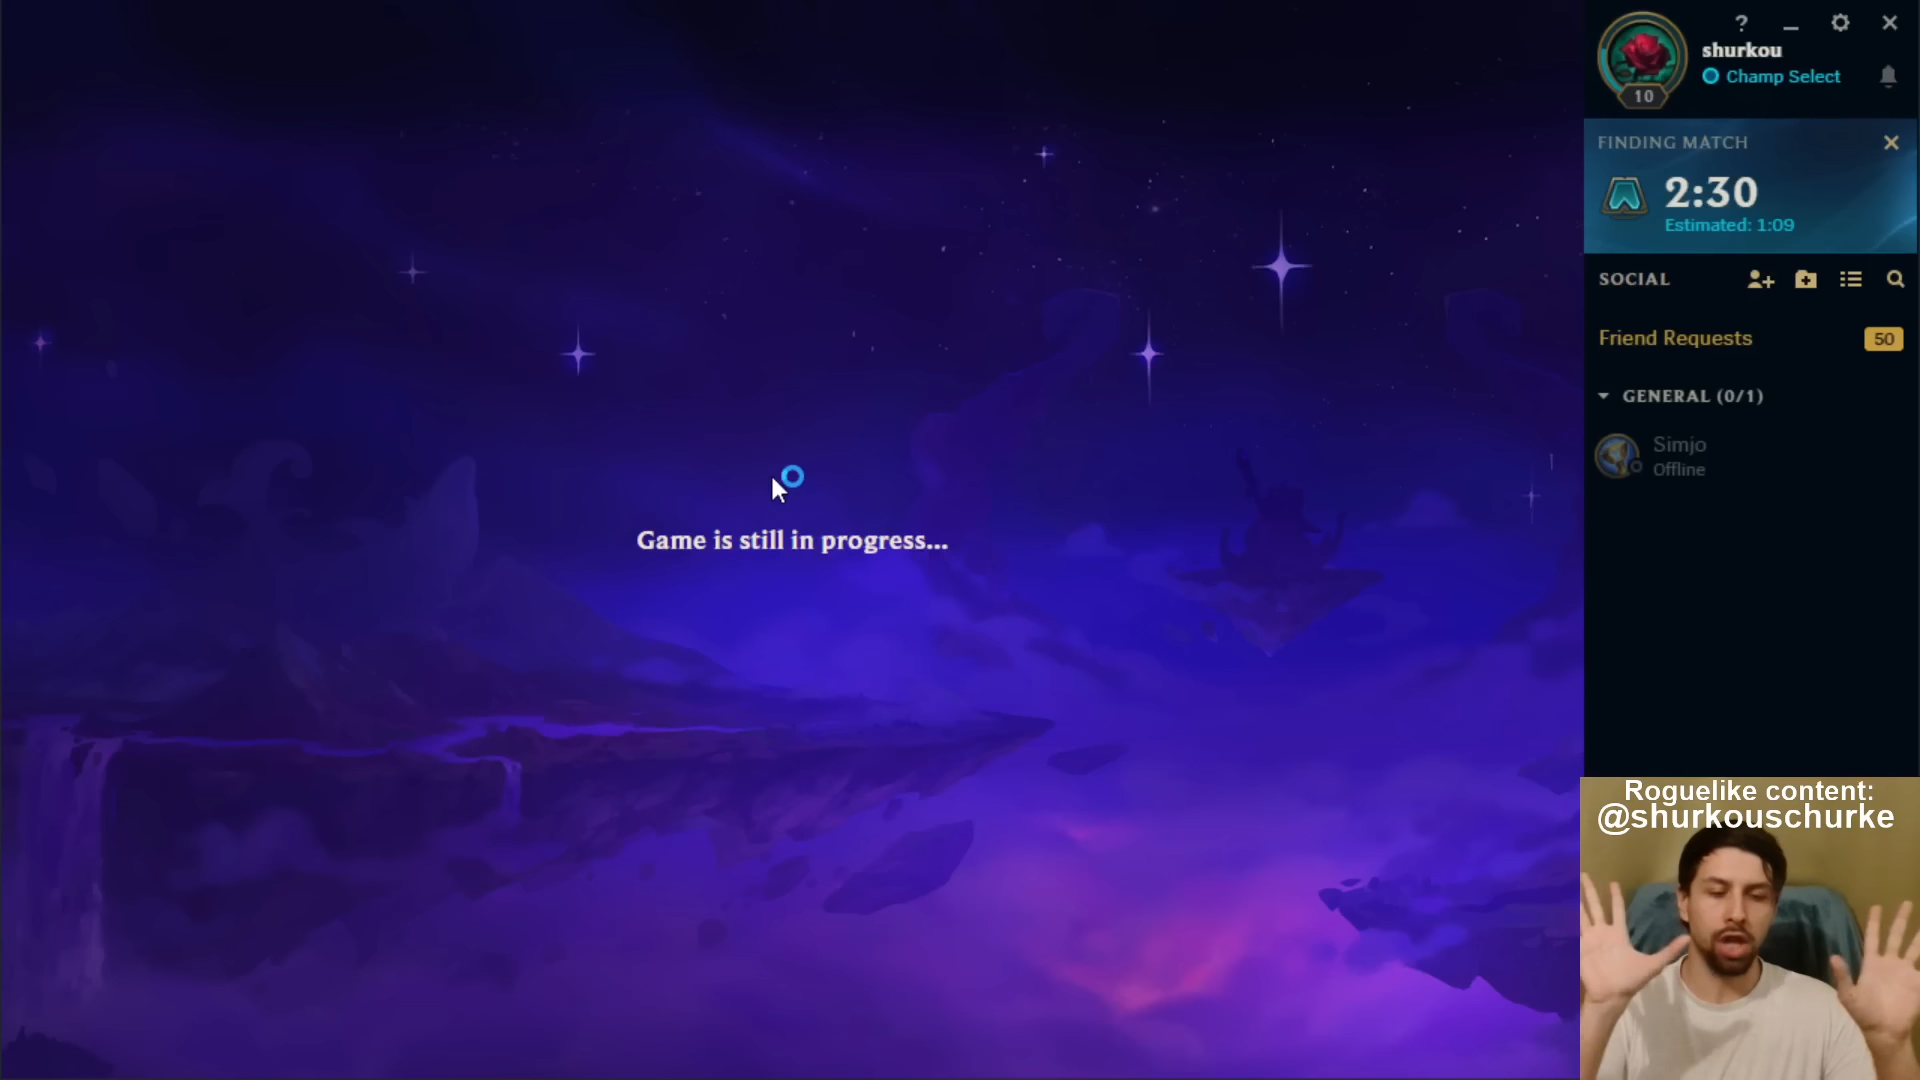 ?
shurkou
Champ Select
10
FINDING MATCH
2:30
Estimated: 1:09
SOCIAL
Friend Requests
50
GENERAL (0/1)
Simjo
Offline
Game is still in progress...
Roguelike content:
@shurkouschurke